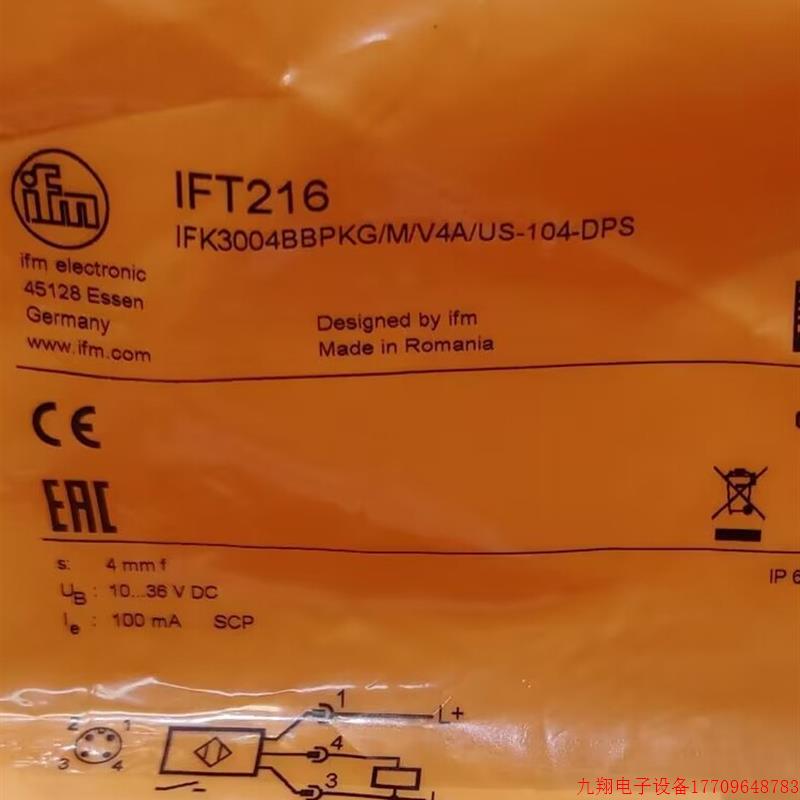 ifm
IFT216
IFK3004BBPKG/M/V4A/US-104-DPS
ifm electronic
45128 Essen
Germany
www.ifm.com
Designed by ifm
Made in Romania
CE
EAC
s: 4 mm f
UB : 10...36 V DC
Ie : 100 mA SCP
IP 6
1
L+
2 1
4
3 4
3
L
九翔电子设备17709648783